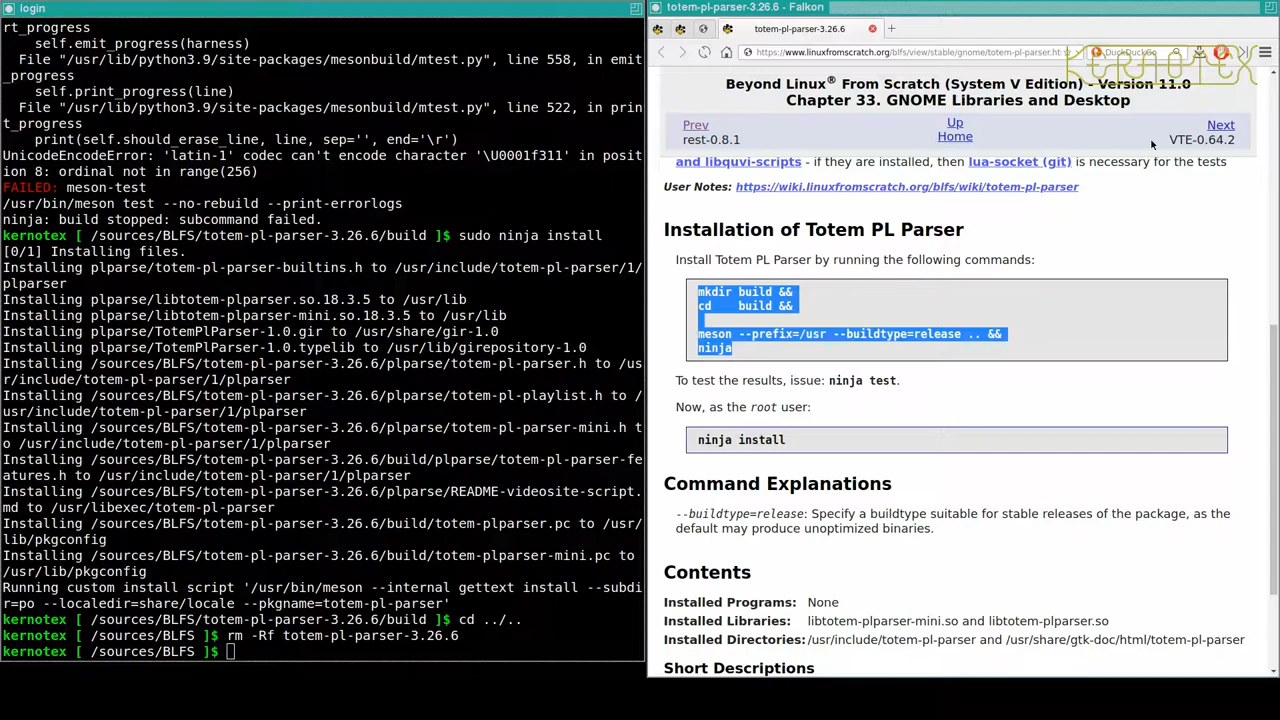 login
rt_progress
self.emit_progress(harness)
File "/usr/lib/python3.9/site-packages/mesonbuild/mtest.py", line 558, in emit
_progress
self.print_progress(line)
File "/usr/lib/python3.9/site-packages/mesonbuild/mtest.py", line 522, in prin
t_progress
print(self.should_erase_line, line, sep='', end='\r')
UnicodeEncodeError: 'latin-1' codec can't encode character '\U0001f311' in posit
ion 8: ordinal not in range(256)
FAILED: meson-test
/usr/bin/meson test --no-rebuild --print-errorlogs
ninja: build stopped: subcommand failed.
kernotex [ /sources/BLFS/totem-pl-parser-3.26.6/build ]$ sudo ninja install
[0/1] Installing files.
Installing plparse/totem-pl-parser-builtins.h to /usr/include/totem-pl-parser/1/
plparser
Installing plparse/libtotem-plparser.so.18.3.5 to /usr/lib
Installing plparse/libtotem-plparser-mini.so.18.3.5 to /usr/lib
Installing plparse/TotemPlParser-1.0.gir to /usr/share/gir-1.0
Installing plparse/TotemPlParser-1.0.typelib to /usr/lib/girepository-1.0
Installing /sources/BLFS/totem-pl-parser-3.26.6/plparse/totem-pl-parser.h to /us
r/include/totem-pl-parser/1/plparser
Installing /sources/BLFS/totem-pl-parser-3.26.6/plparse/totem-pl-playlist.h to /
usr/include/totem-pl-parser/1/plparser
Installing /sources/BLFS/totem-pl-parser-3.26.6/plparse/totem-pl-parser-mini.h t
o /usr/include/totem-pl-parser/1/plparser
Installing /sources/BLFS/totem-pl-parser-3.26.6/build/plparse/totem-pl-parser-fe
atures.h to /usr/include/totem-pl-parser/1/plparser
Installing /sources/BLFS/totem-pl-parser-3.26.6/plparse/README-videosite-script.
md to /usr/libexec/totem-pl-parser
Installing /sources/BLFS/totem-pl-parser-3.26.6/build/totem-plparser.pc to /usr/
lib/pkgconfig
Installing /sources/BLFS/totem-pl-parser-3.26.6/build/totem-plparser-mini.pc to
/usr/lib/pkgconfig
Running custom install script '/usr/bin/meson --internal gettext install --subdi
r=po --localedir=share/locale --pkgname=totem-pl-parser'
kernotex [ /sources/BLFS/totem-pl-parser-3.26.6/build ]$ cd ../..
kernotex [ /sources/BLFS ]$ rm -Rf totem-pl-parser-3.26.6
kernotex [ /sources/BLFS ]$
totem-pl-parser-3.26.6 - Falkon
totem-pl-parser-3.26.6
https://www.linuxfromscratch.org/blfs/view/stable/gnome/totem-pl-parser.ht
DuckDuckGo
KERNOTEX
Beyond Linux® From Scratch (System V Edition) - Version 11.0
Chapter 33. GNOME Libraries and Desktop
Prev Up Next
rest-0.8.1 Home VTE-0.64.2
and libquvi-scripts - if they are installed, then lua-socket (git) is necessary for the tests
User Notes: https://wiki.linuxfromscratch.org/blfs/wiki/totem-pl-parser
Installation of Totem PL Parser
Install Totem PL Parser by running the following commands:
mkdir build &&
cd    build &&
meson --prefix=/usr --buildtype=release .. &&
ninja
To test the results, issue: ninja test.
Now, as the root user:
ninja install
Command Explanations
--buildtype=release: Specify a buildtype suitable for stable releases of the package, as the
default may produce unoptimized binaries.
Contents
Installed Programs: None
Installed Libraries: libtotem-plparser-mini.so and libtotem-plparser.so
Installed Directories: /usr/include/totem-pl-parser and /usr/share/gtk-doc/html/totem-pl-parser
Short Descriptions